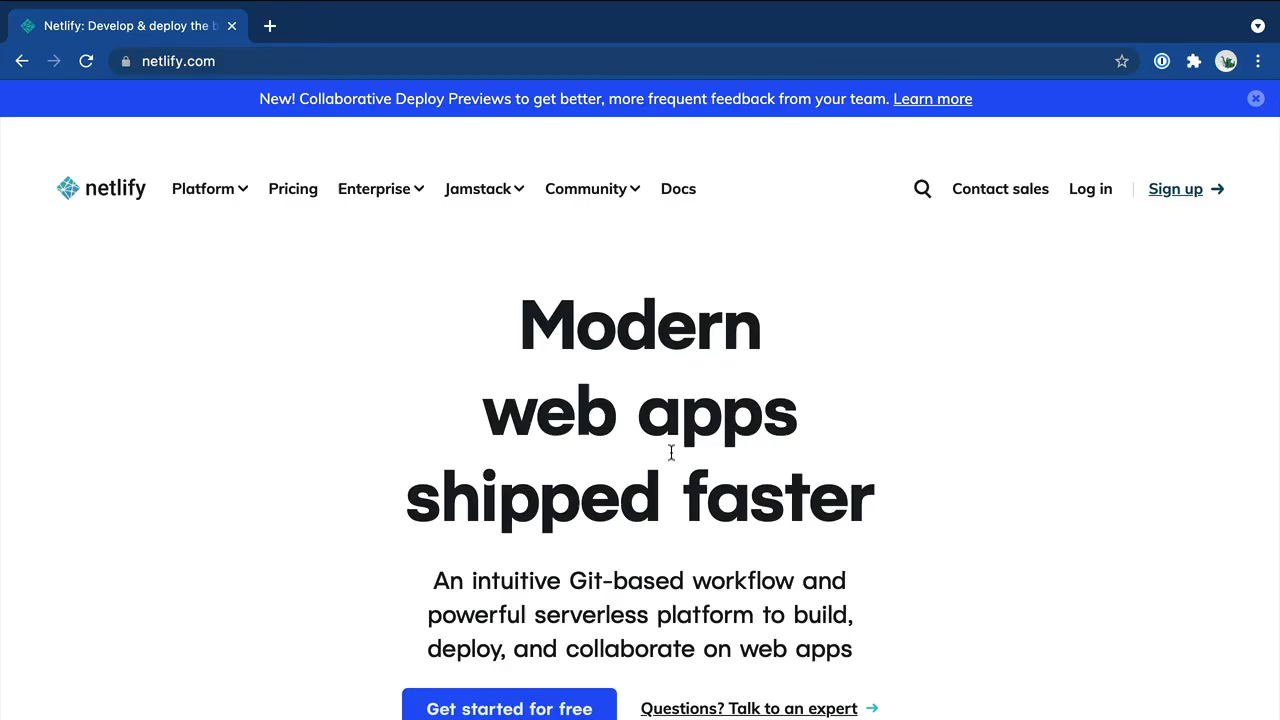 Netlify: Develop & deploy the b
netlify.com
New! Collaborative Deploy Previews to get better, more frequent feedback from your team. Learn more
netlify Platform Pricing Enterprise Jamstack Community Docs Contact sales Log in Sign up
Modern
web apps
shipped faster
An intuitive Git-based workflow and
powerful serverless platform to build,
deploy, and collaborate on web apps
Get started for free Questions? Talk to an expert